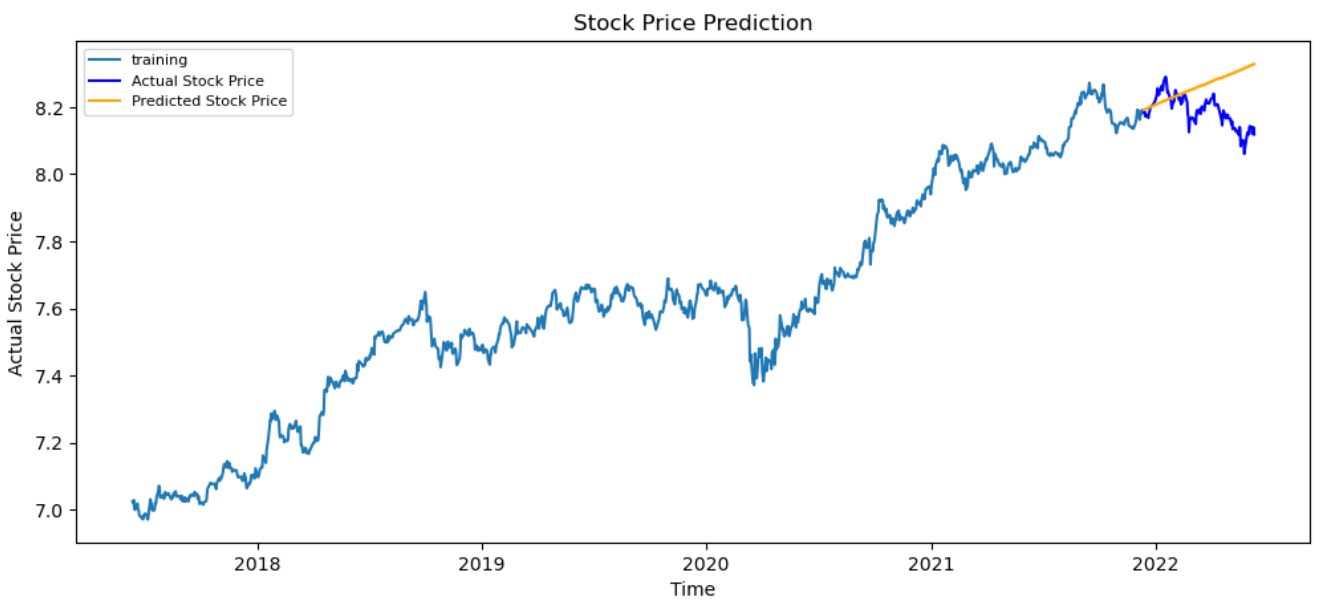 Stock Price Prediction
training
Actual Stock Price
Predicted Stock Price
Actual Stock Price
8.2
8.0
7.8
7.6
7.4
7.2
7.0
2018 2019 2020 2021 2022
Time